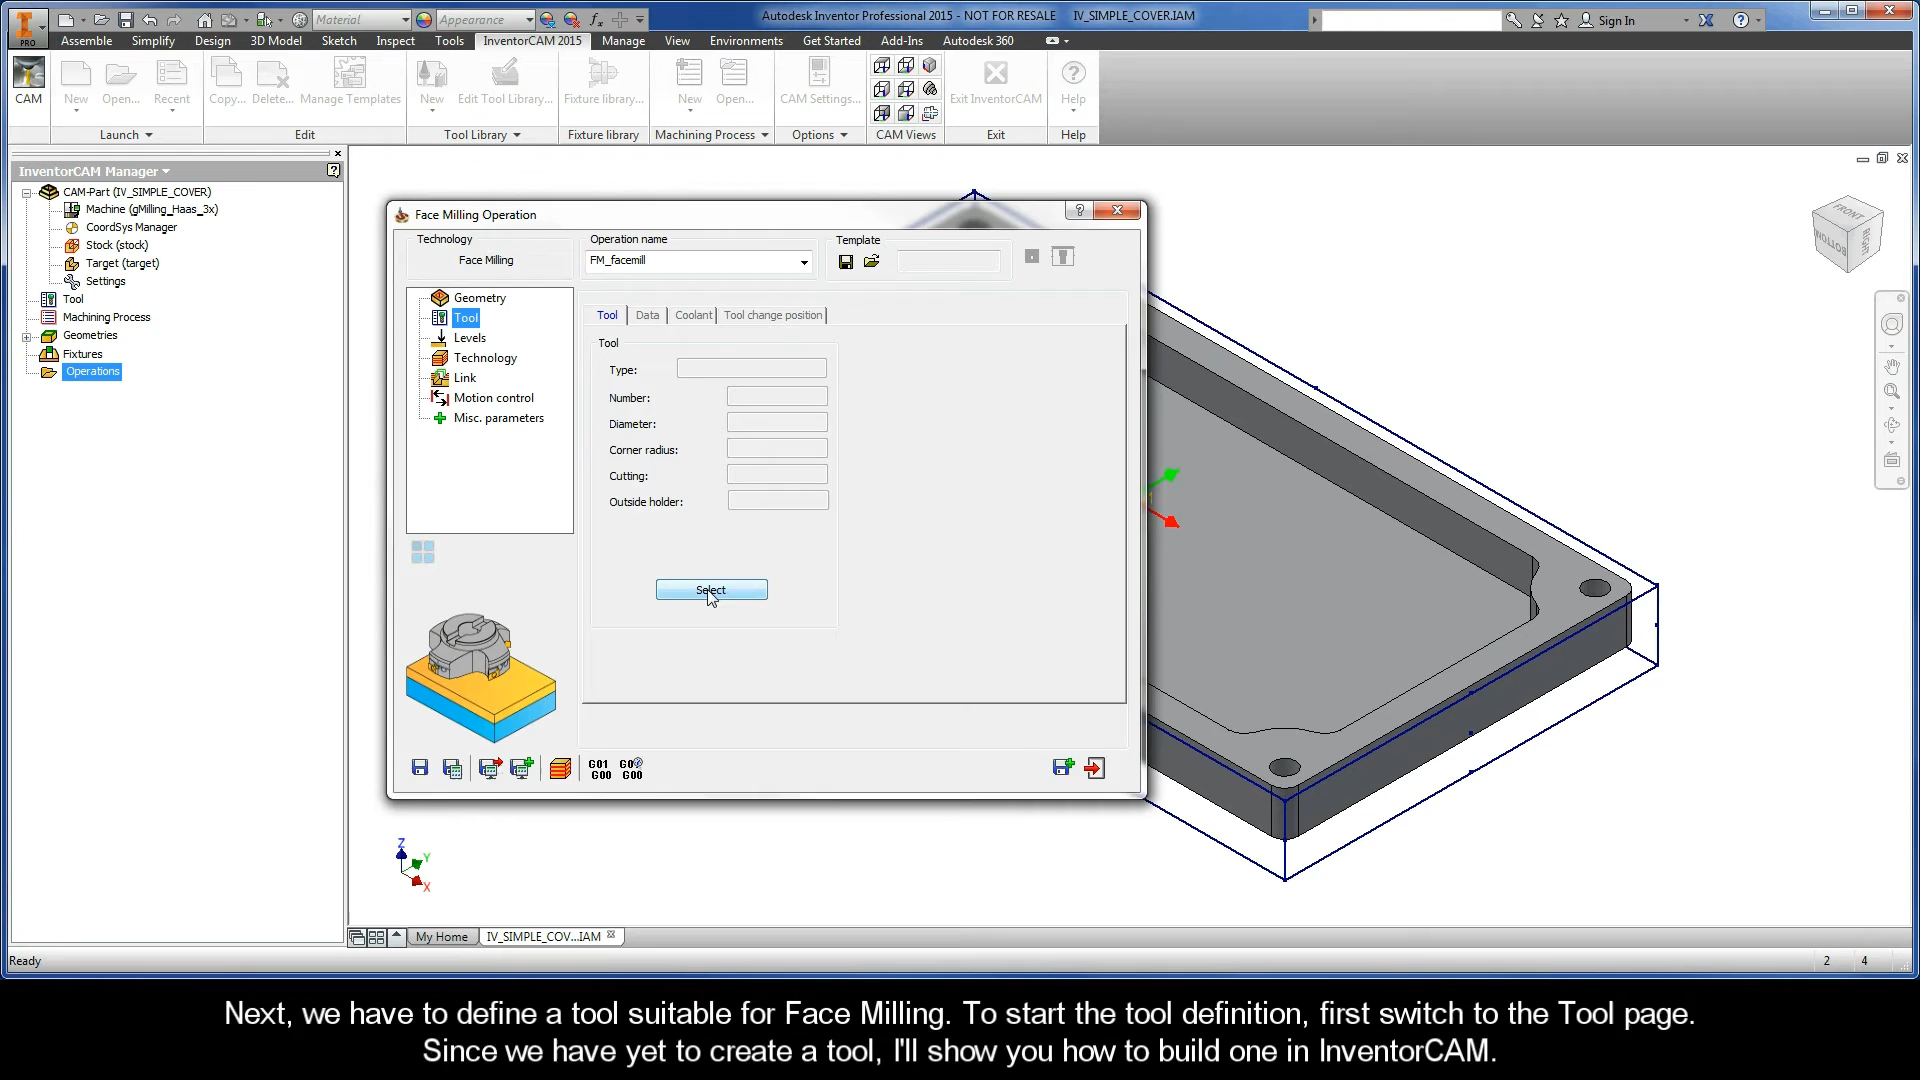 Material
Appearance
Autodesk Inventor Professional 2015 - NOT FOR RESALE IV_SIMPLE_COVER.IAM
Sign In
PRO
Assemble Simplify Design 3D Model Sketch Inspect Tools InventorCAM 2015 Manage View Environments Get Started Add-Ins Autodesk 360
CAM New Open... Recent Copy... Delete... Manage Templates New Edit Tool Library... Fixture library... New Open... CAM Settings... Exit InventorCAM Help
Launch Edit Tool Library Fixture library Machining Process Options CAM Views Exit Help
InventorCAM Manager
CAM-Part (IV_SIMPLE_COVER)
Machine (gMilling_Haas_3x)
CoordSys Manager
Stock (stock)
Target (target)
Settings
Tool
Machining Process
Geometries
Fixtures
Operations
Face Milling Operation
Technology
Face Milling
Operation name
FM_facemill
Template
Geometry
Tool
Levels
Technology
Link
Motion control
Misc. parameters
Tool Data Coolant Tool change position
Tool
Type:
Number:
Diameter:
Corner radius:
Cutting:
Outside holder:
Select
G01
G00
G0
G00
FRONT
RIGHT
BOTTOM
Z
Y
X
My Home IV_SIMPLE_COV...IAM
Ready
2 4
Next, we have to define a tool suitable for Face Milling. To start the tool definition, first switch to the Tool page.
Since we have yet to create a tool, I'll show you how to build one in InventorCAM.